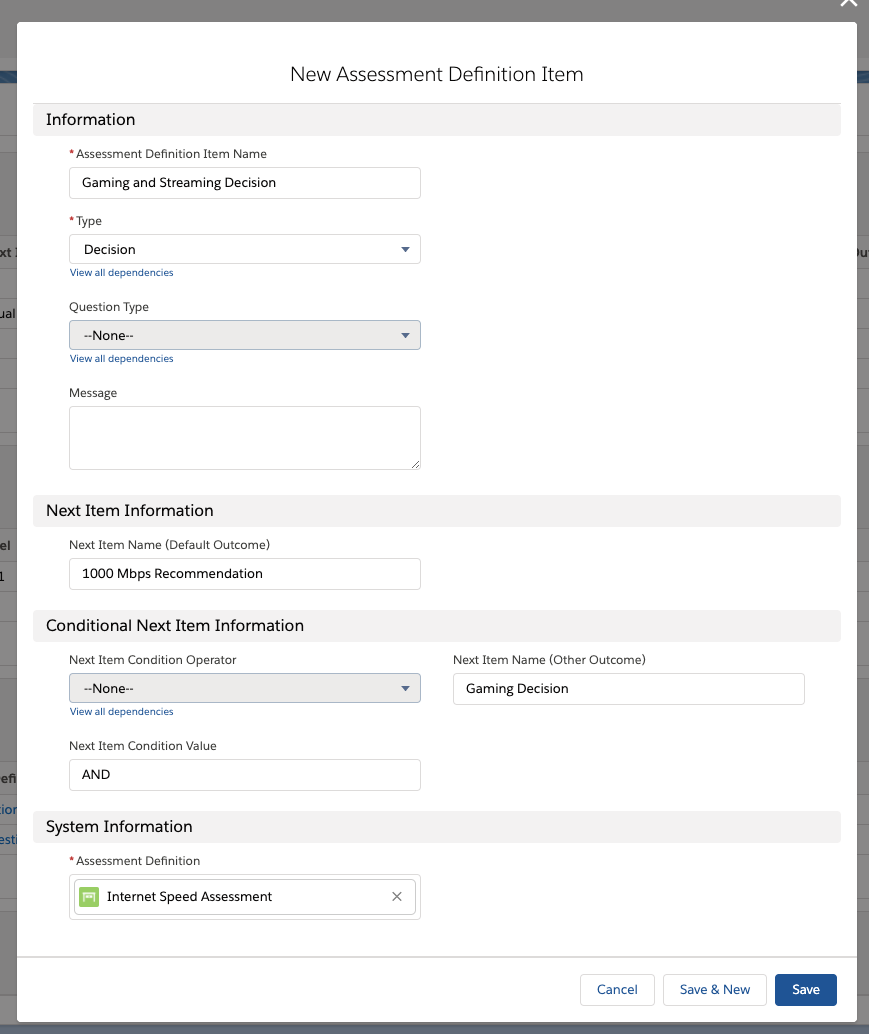 New Assessment Definition Item
Information
* Assessment Definition Item Name
Gaming and Streaming Decision
* Type
Decision
View all dependencies
Question Type
--None--
View all dependencies
Message
Next Item Information
Next Item Name (Default Outcome)
1000 Mbps Recommendation
Conditional Next Item Information
Next Item Condition Operator
Next Item Name (Other Outcome)
--None--
Gaming Decision
View all dependencies
Next Item Condition Value
AND
System Information
* Assessment Definition
Internet Speed Assessment
Cancel
Save & New
Save